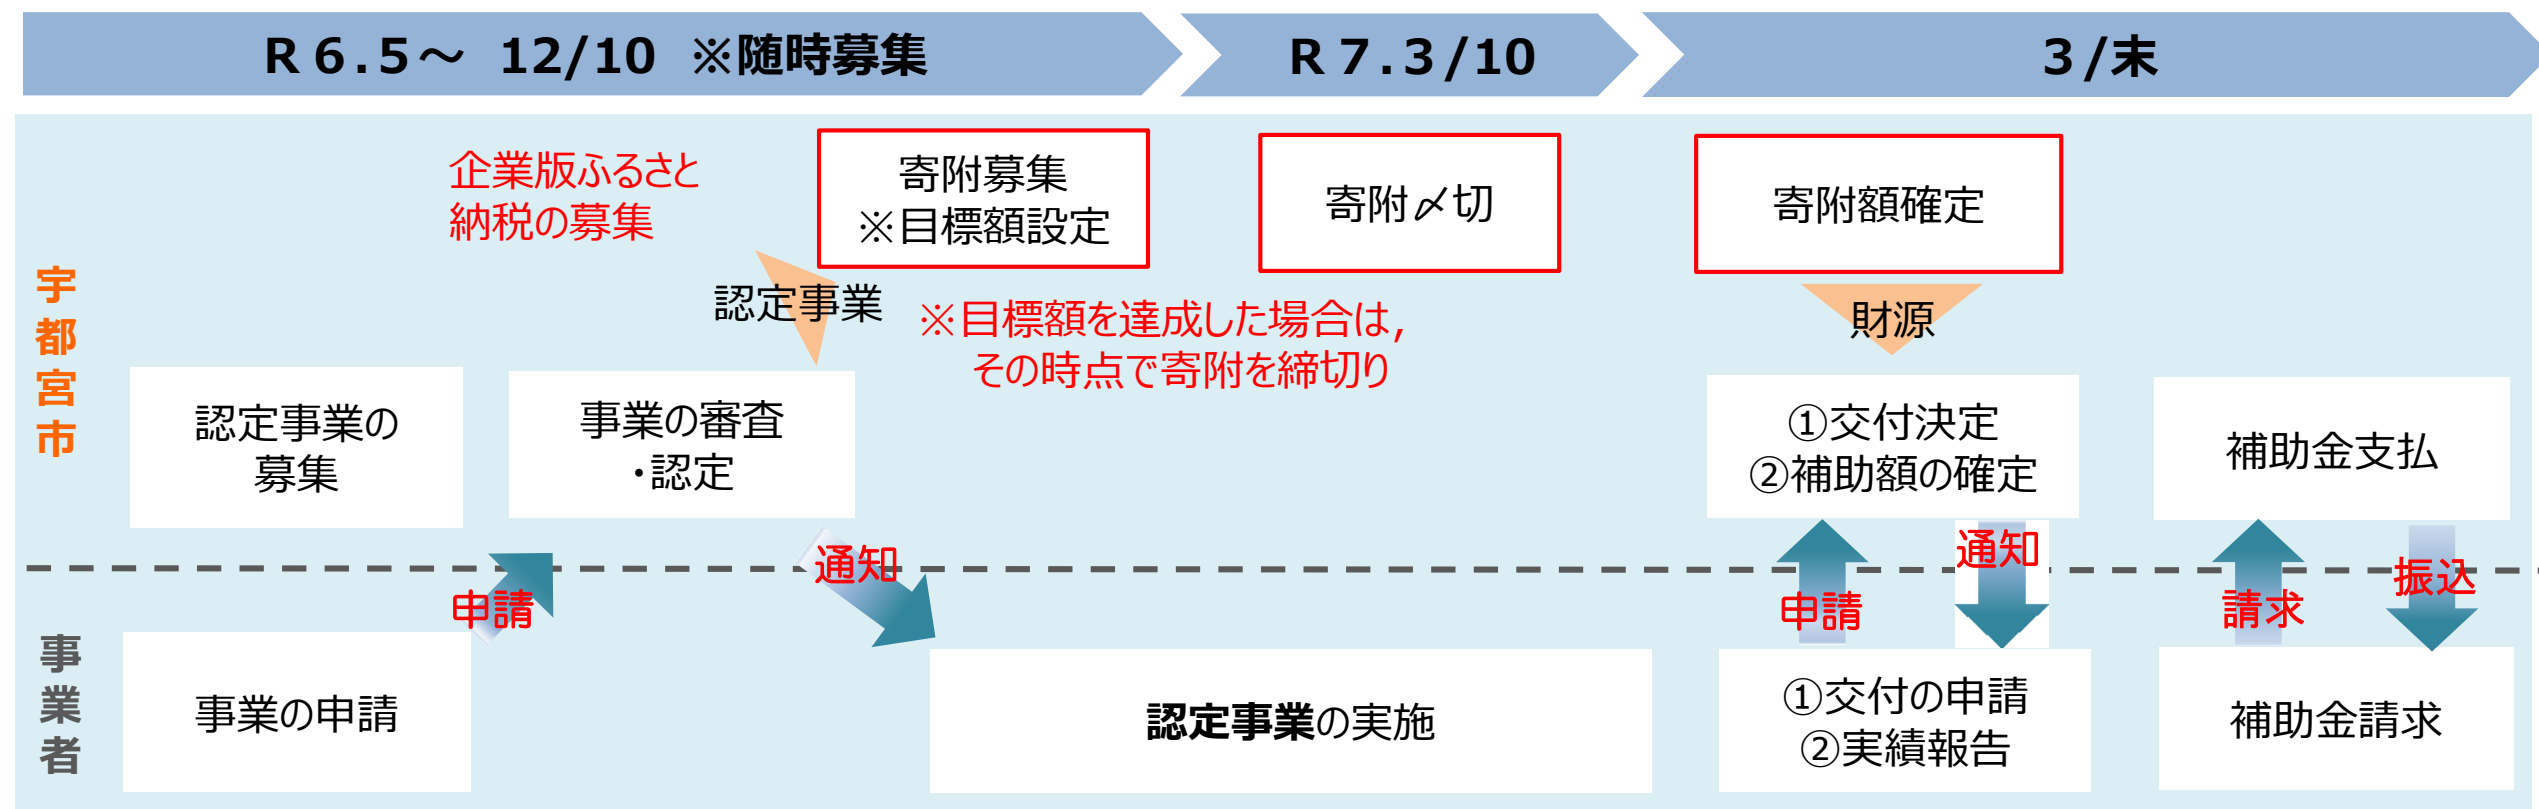 Ｒ６.５～ 12/10 ※随時募集
Ｒ７.３/10
３/末
企業版ふるさと
納税の募集
寄附募集
※目標額設定
寄附〆切
寄附額確定
認定事業
※目標額を達成した場合は,
その時点で寄附を締切り
財源
宇都宮市
認定事業の
募集
事業の審査
・認定
①交付決定
②補助額の確定
補助金支払
申請
通知
申請
通知
請求
振込
事業者
事業の申請
認定事業の実施
①交付の申請
②実績報告
補助金請求